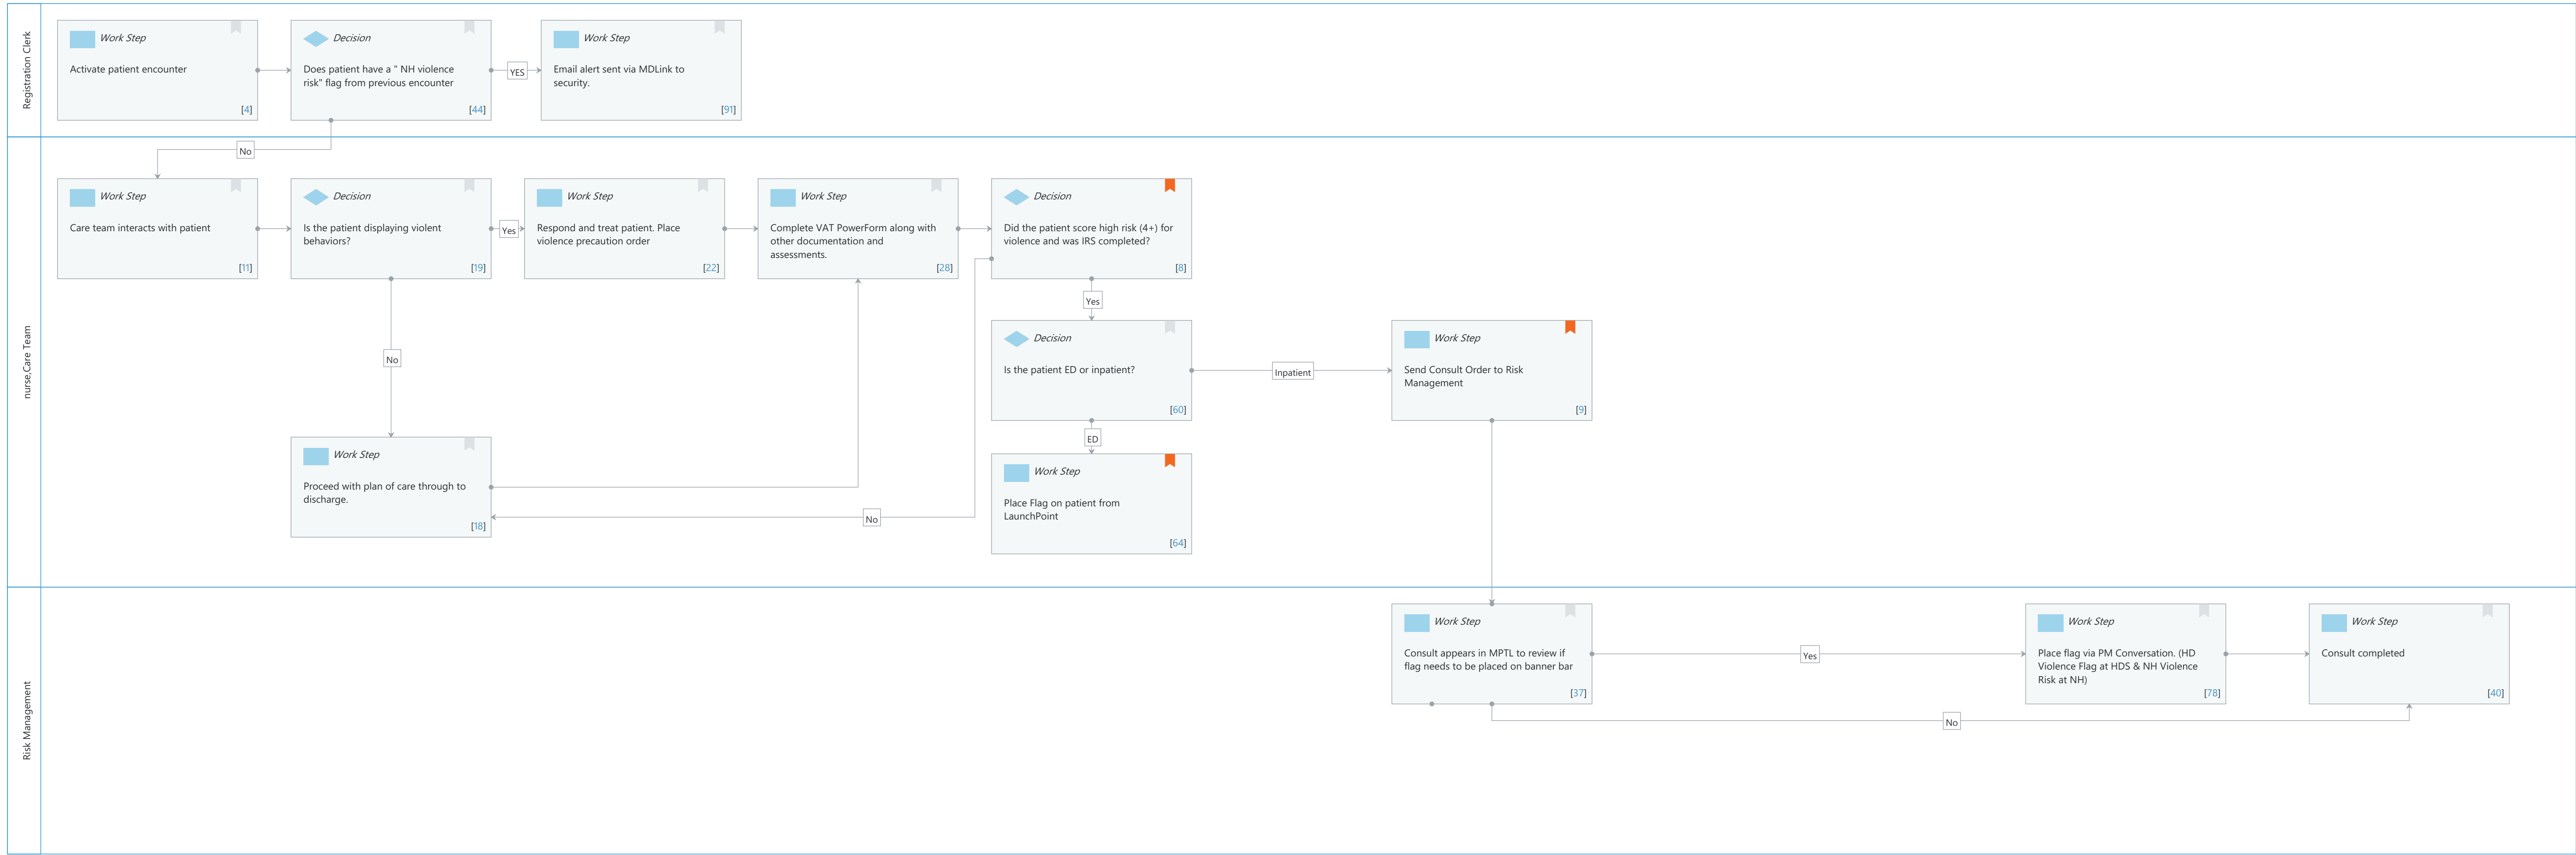 Registration Clerk
Work Step
Activate patient encounter
[4]
Decision
Does patient have a " NH violence
risk" flag from previous encounter
[44]
YES
Work Step
Email alert sent via MDLink to
security.
[91]
No
nurse,Care Team
Work Step
Care team interacts with patient
[11]
Decision
Is the patient displaying violent
behaviors?
[19]
Yes
Work Step
Respond and treat patient. Place
violence precaution order
[22]
Work Step
Complete VAT PowerForm along with
other documentation and
assessments.
[28]
Decision
Did the patient score high risk (4+) for
violence and was IRS completed?
[8]
Yes
No
Decision
Is the patient ED or inpatient?
[60]
Inpatient
Work Step
Send Consult Order to Risk
Management
[9]
ED
Work Step
Proceed with plan of care through to
discharge.
[18]
No
Work Step
Place Flag on patient from
LaunchPoint
[64]
Risk Management
Work Step
Consult appears in MPTL to review if
flag needs to be placed on banner bar
[37]
Yes
Work Step
Place flag via PM Conversation. (HD
Violence Flag at HDS & NH Violence
Risk at NH)
[78]
Work Step
Consult completed
[40]
No